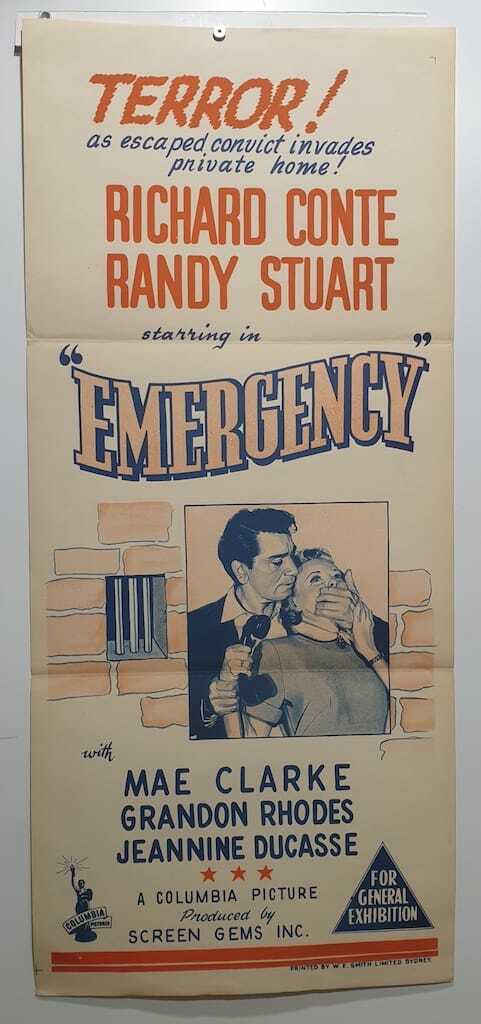 TERROR!
as escaped convict invades
private home!
RICHARD CONTE
RANDY STUART
starring in
"EMERGENCY"
with
MAE CLARKE
GRANDON RHODES
JEANNINE DUCASSE
A COLUMBIA PICTURE
Produced by
SCREEN GEMS INC.
COLUMBIA
PICTURES
FOR
GENERAL
EXHIBITION
PRINTED BY W. E. SMITH LIMITED SYDNEY